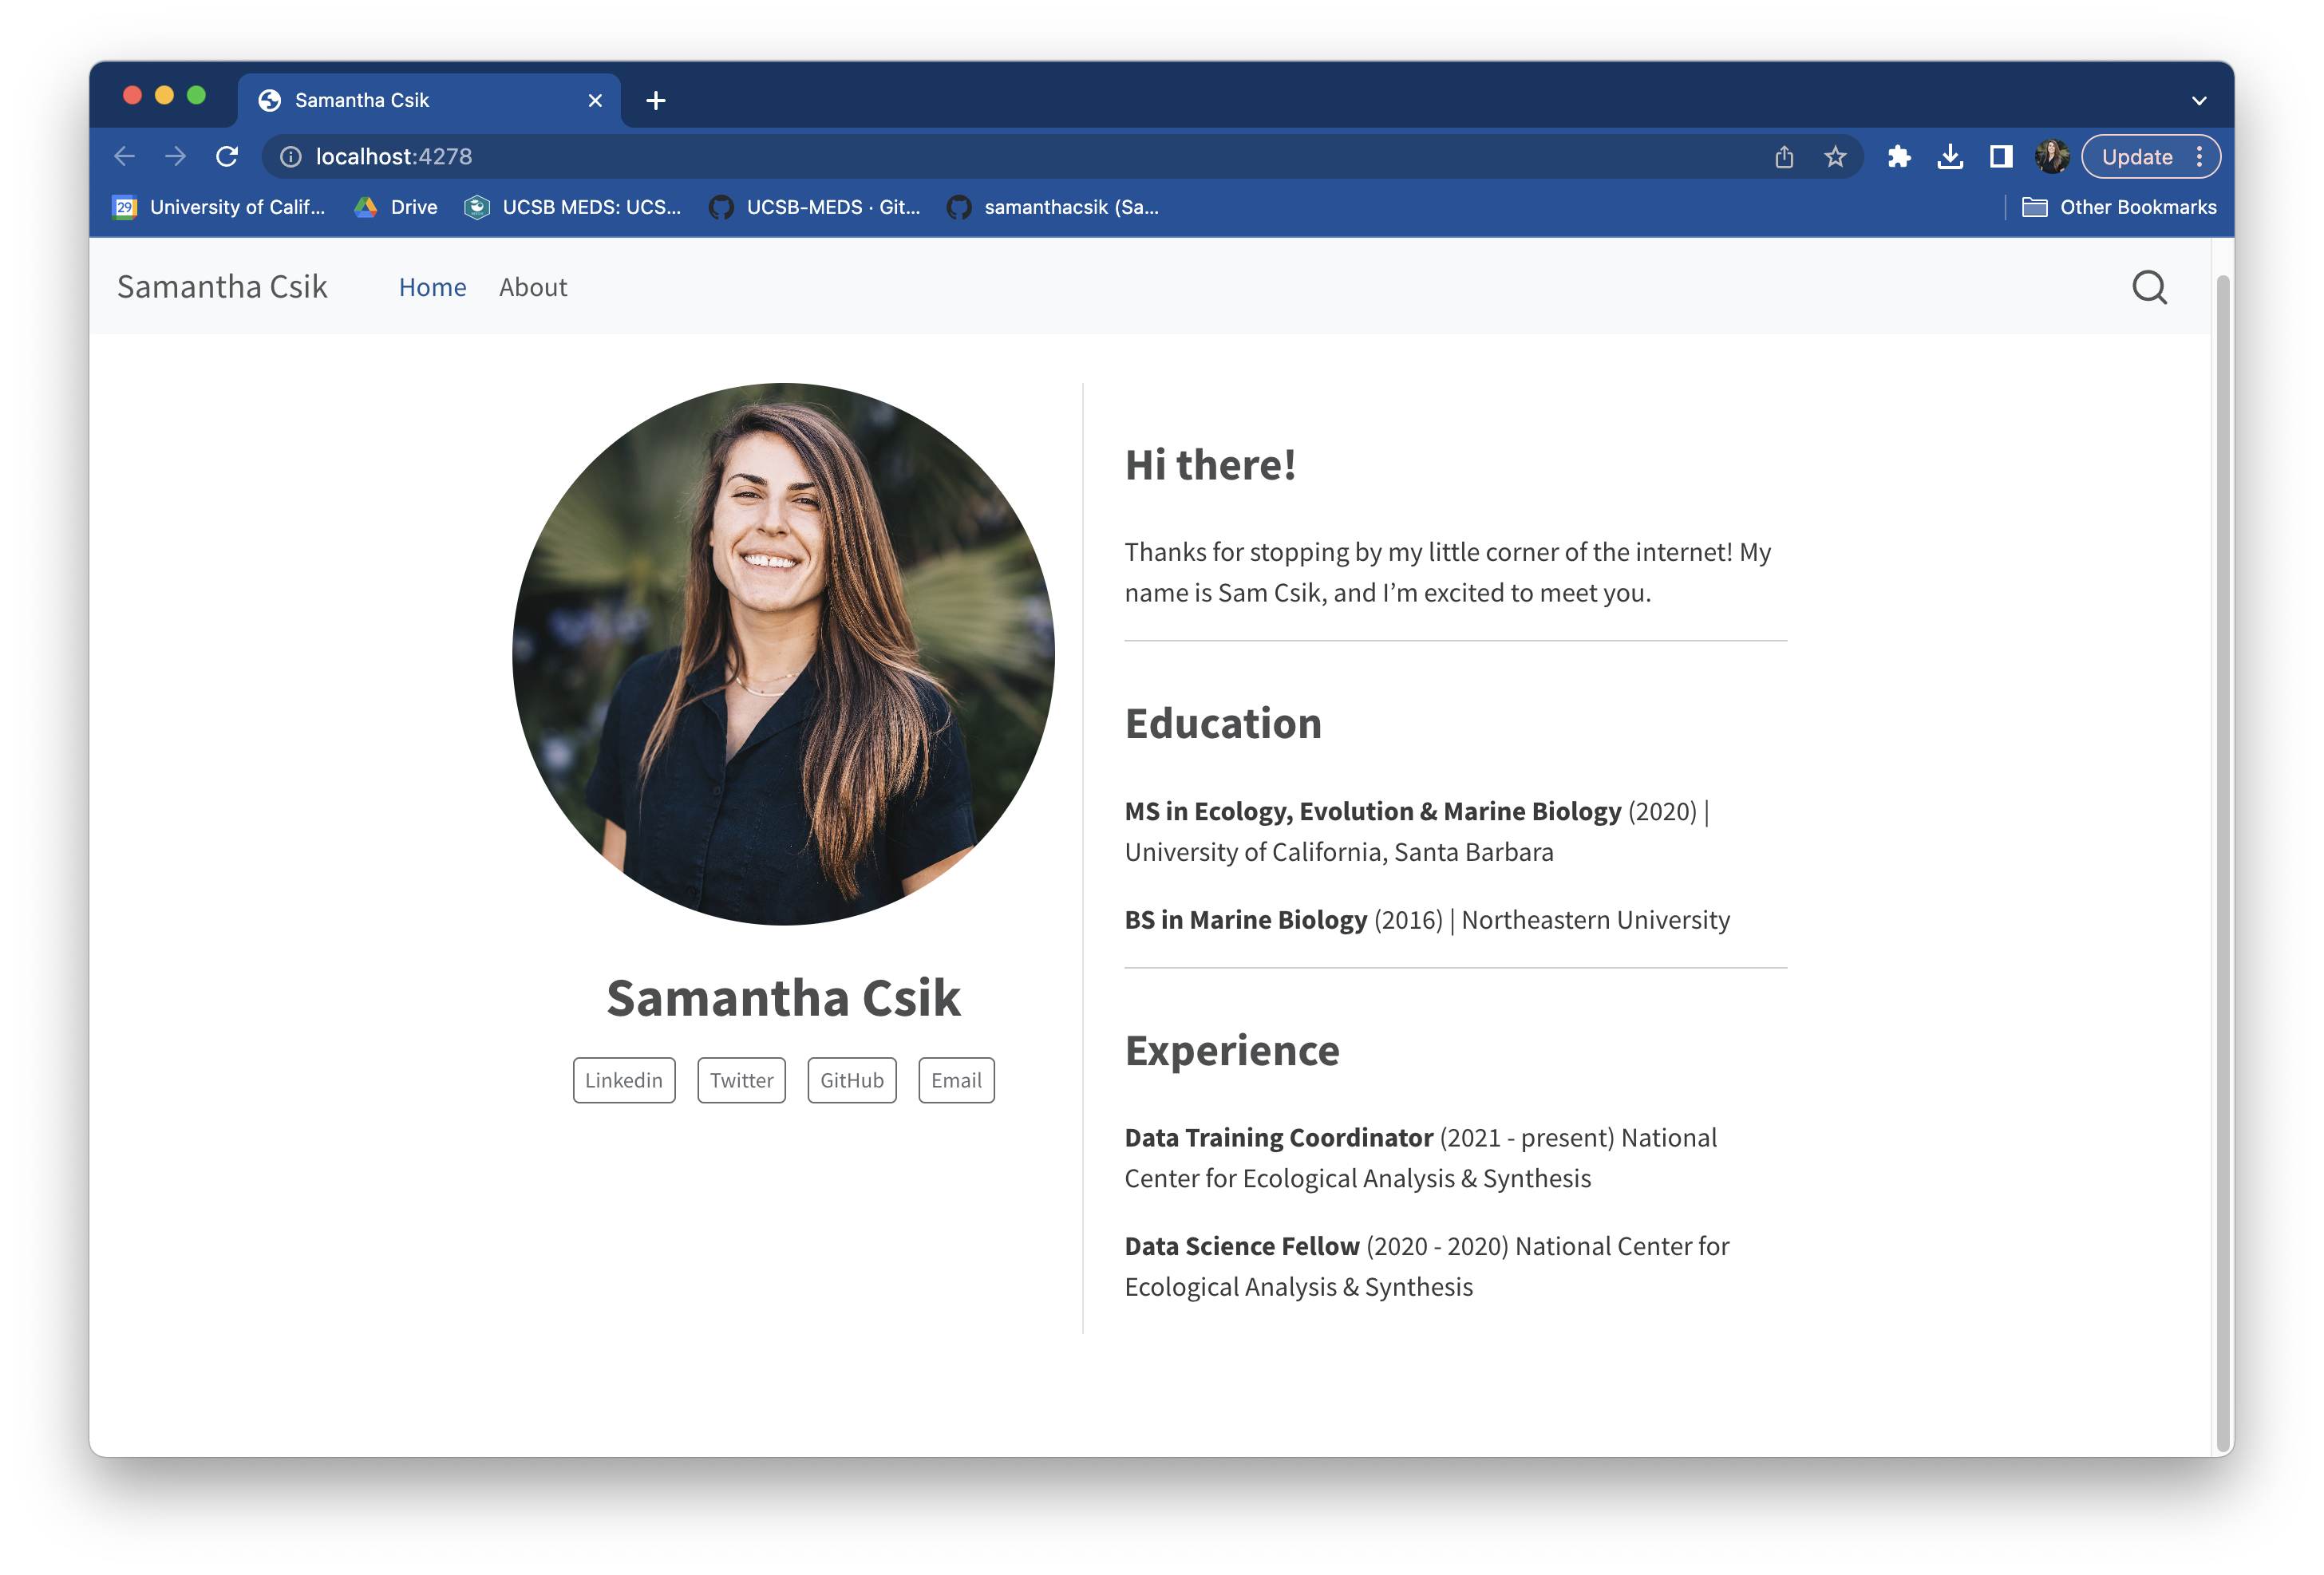 Samantha Csik
localhost:4278
Update
29
University of Calif...
Drive
UCSB MEDS: UCS...
UCSB-MEDS · Git...
samanthacsik (Sa...
Other Bookmarks
Samantha Csik
Home
About
Hi there!
Thanks for stopping by my little corner of the internet! My
name is Sam Csik, and I’m excited to meet you.
Education
MS in Ecology, Evolution & Marine Biology (2020) |
University of California, Santa Barbara
BS in Marine Biology (2016) | Northeastern University
Samantha Csik
Linkedin
Twitter
GitHub
Email
Experience
Data Training Coordinator (2021 - present) National
Center for Ecological Analysis & Synthesis
Data Science Fellow (2020 - 2020) National Center for
Ecological Analysis & Synthesis